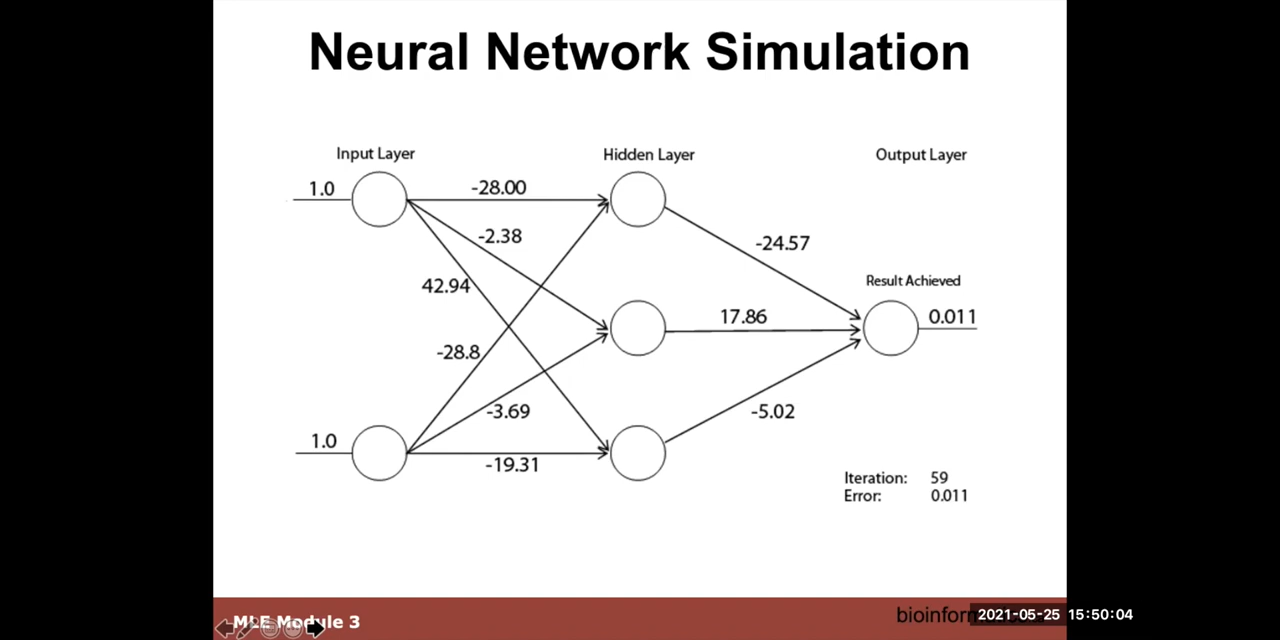 Neural Network Simulation
Input Layer
Hidden Layer
Output Layer
1.0
-28.00
-2.38
-24.57
42.94
Result Achieved
17.86
0.011
-28.8
-3.69
-5.02
1.0
-19.31
Iteration: 59
Error: 0.011
MLE Module 3
2021-05-25 15:50:04